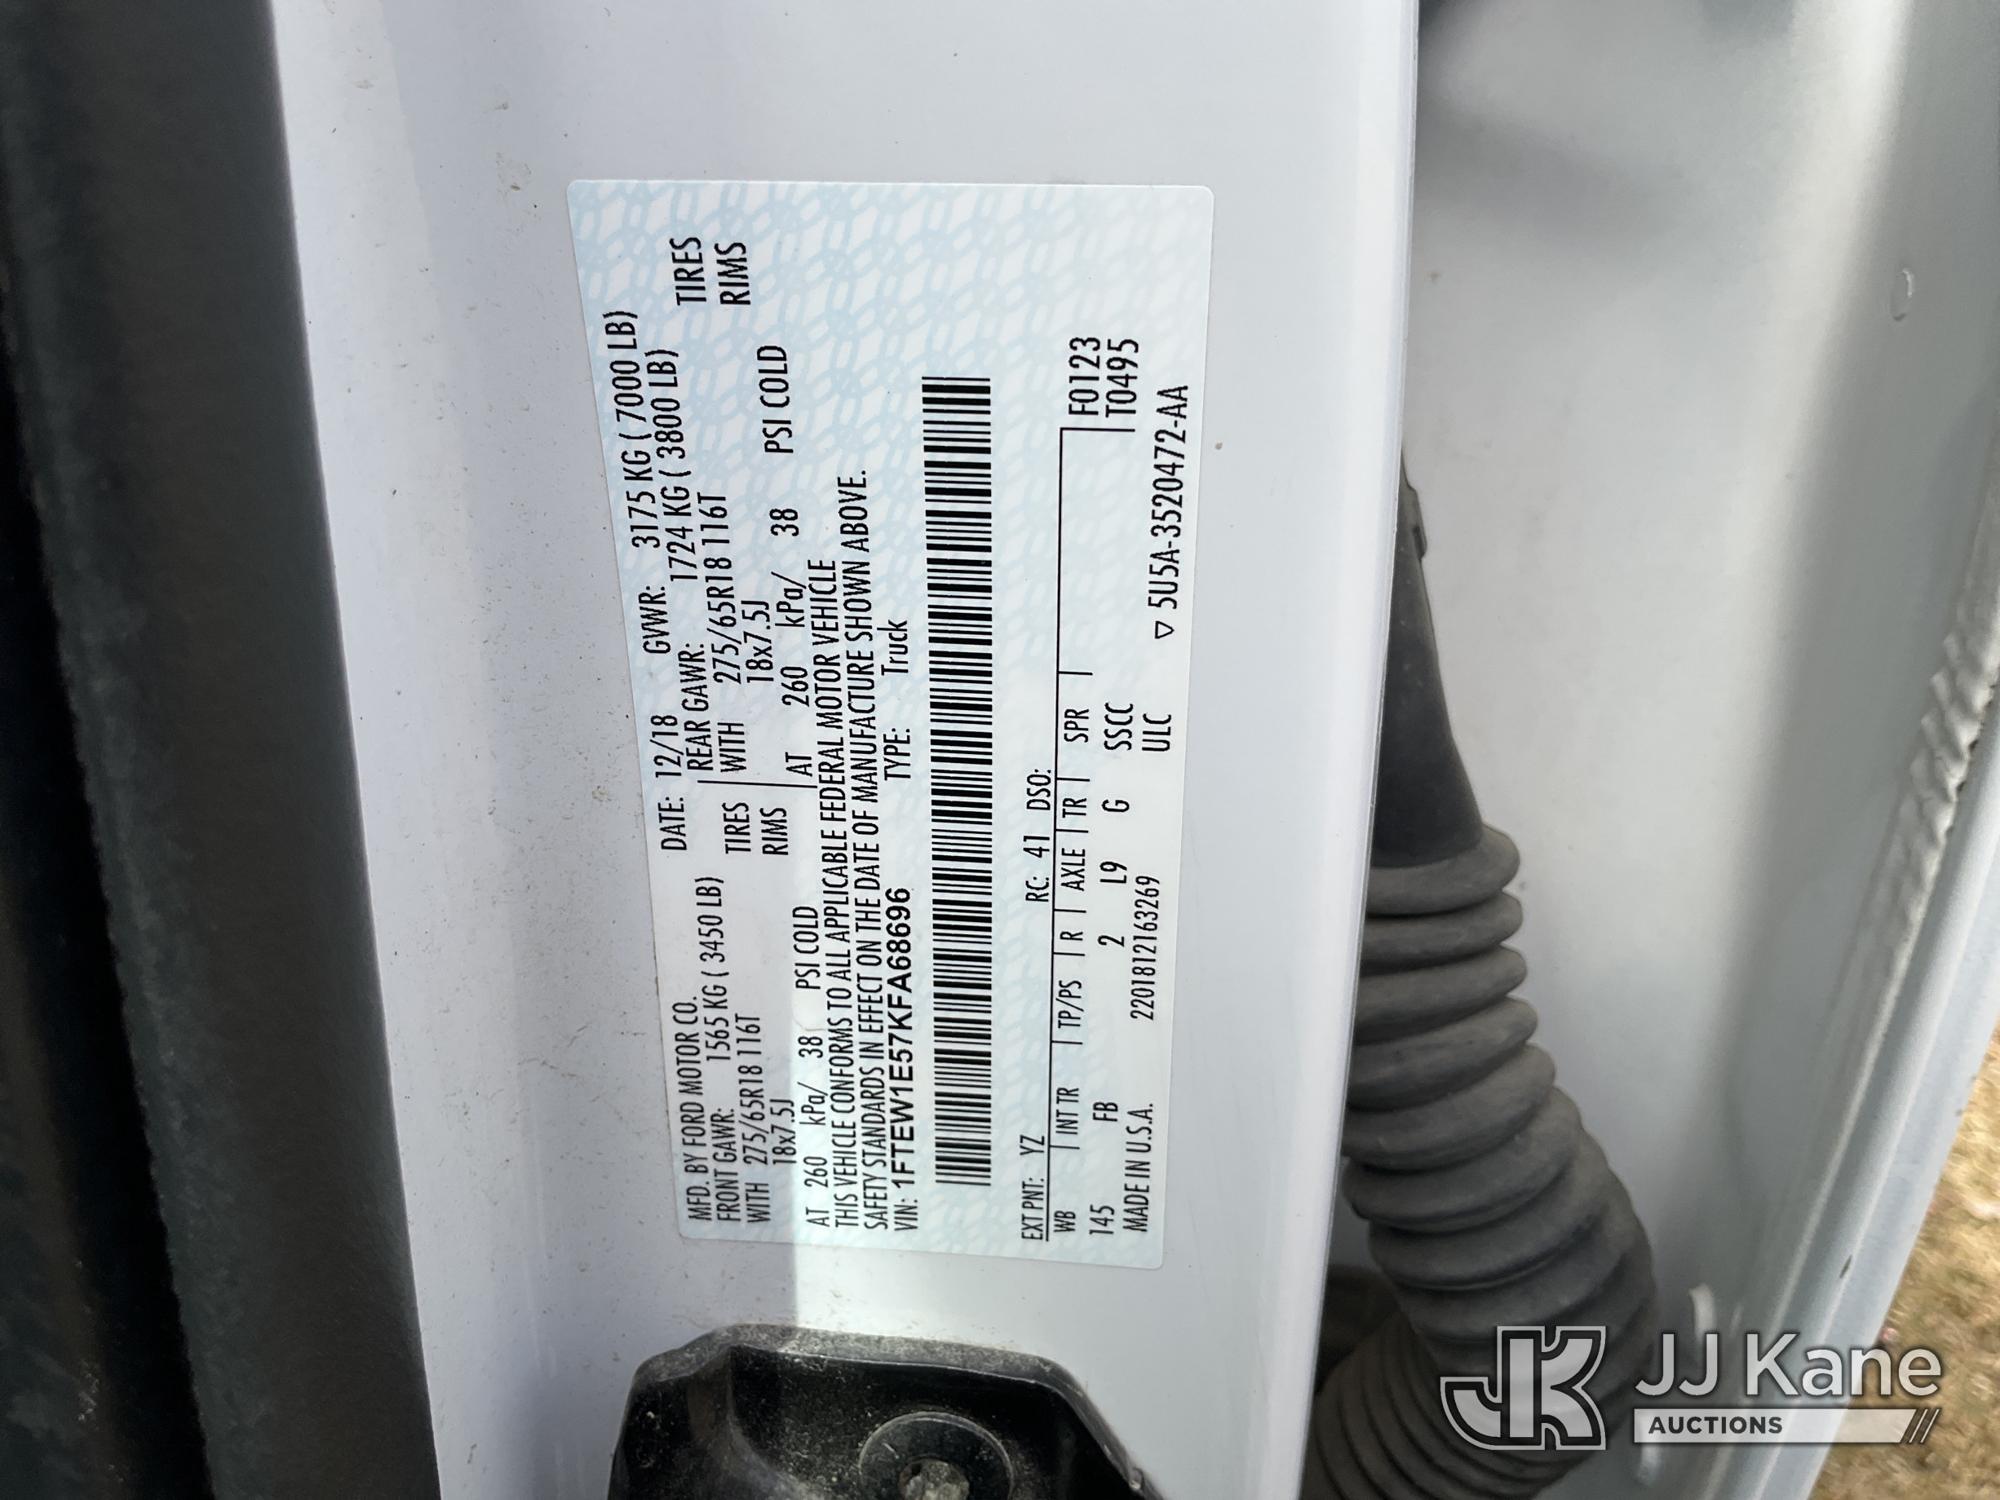 MFD. BY FORD MOTOR CO.
DATE: 12/18 GVWR: 3175 KG ( 7000 LB)
FRONT GAWR: 1565 KG ( 3450 LB) REAR GAWR: 1724 KG ( 3800 LB)
WITH 275/65R18 116T TIRES WITH 275/65R18 116T TIRES
18x7.5J RIMS 18x7.5J RIMS
AT 260 kPa/ 38 PSI COLD AT 260 kPa/ 38 PSI COLD
THIS VEHICLE CONFORMS TO ALL APPLICABLE FEDERAL MOTOR VEHICLE
SAFETY STANDARDS IN EFFECT ON THE DATE OF MANUFACTURE SHOWN ABOVE.
VIN: 1FTEW1E57KFA68696 TYPE: Truck
EXT PNT: YZ RC: 41 DSO:
WB INT TR TP/PS R AXLE TR SPR F0123
145 FB 2 L9 G SSCC T0495
MADE IN U.S.A. 2201812163269 ULC ▽ 5U5A-3520472-AA
JK JJ Kane
AUCTIONS